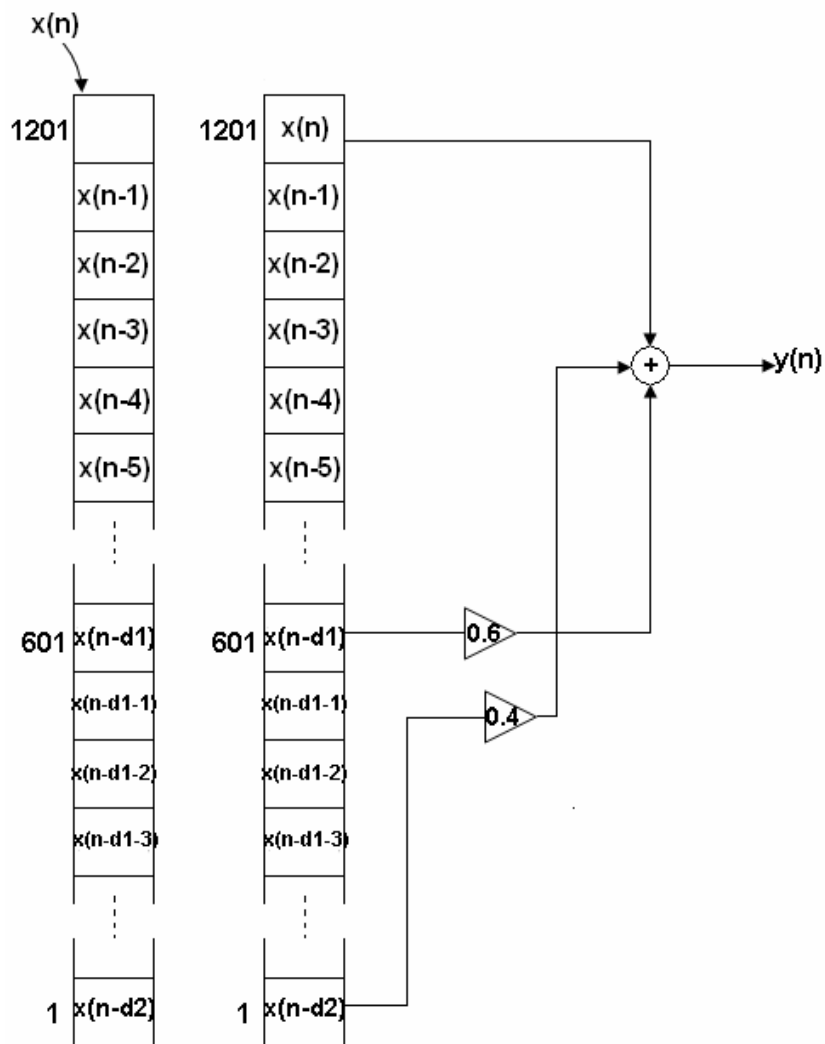 x(n)
1201 1201 x(n)
x(n-1) x(n-1)
x(n-2) x(n-2)
x(n-3) x(n-3)
+ y(n)
x(n-4) x(n-4)
x(n-5) x(n-5)
601 x(n-d1) 601 x(n-d1) 0.6
x(n-d1-1) x(n-d1-1) 0.4
x(n-d1-2) x(n-d1-2)
x(n-d1-3) x(n-d1-3)
1 x(n-d2) 1 x(n-d2)